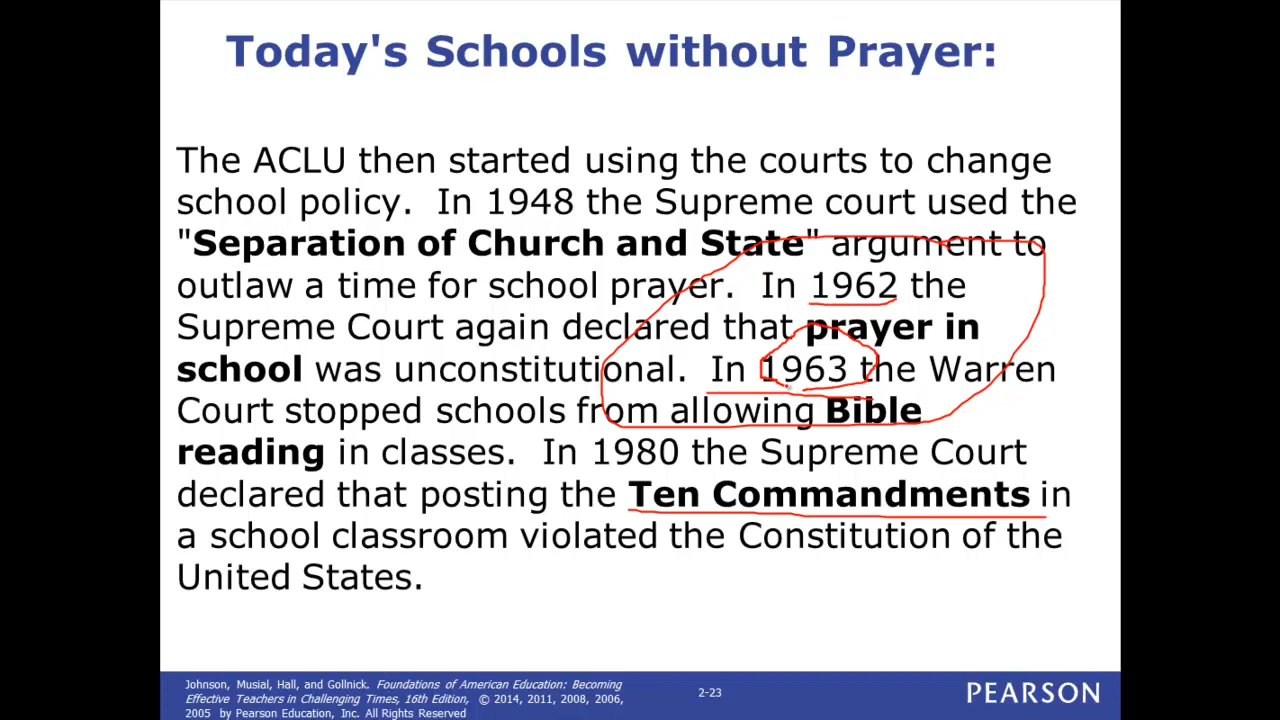 Today's Schools without Prayer:
The ACLU then started using the courts to change
school policy.  In 1948 the Supreme court used the
"Separation of Church and State" argument to
outlaw a time for school prayer.  In 1962 the
Supreme Court again declared that prayer in
school was unconstitutional.  In 1963 the Warren
Court stopped schools from allowing Bible
reading in classes.  In 1980 the Supreme Court
declared that posting the Ten Commandments in
a school classroom violated the Constitution of the
United States.
Johnson, Musial, Hall, and Gollnick. Foundations of American Education: Becoming
Effective Teachers in Challenging Times, 16th Edition, © 2014, 2011, 2008, 2006,
2005 by Pearson Education, Inc. All Rights Reserved
2-23
PEARSON